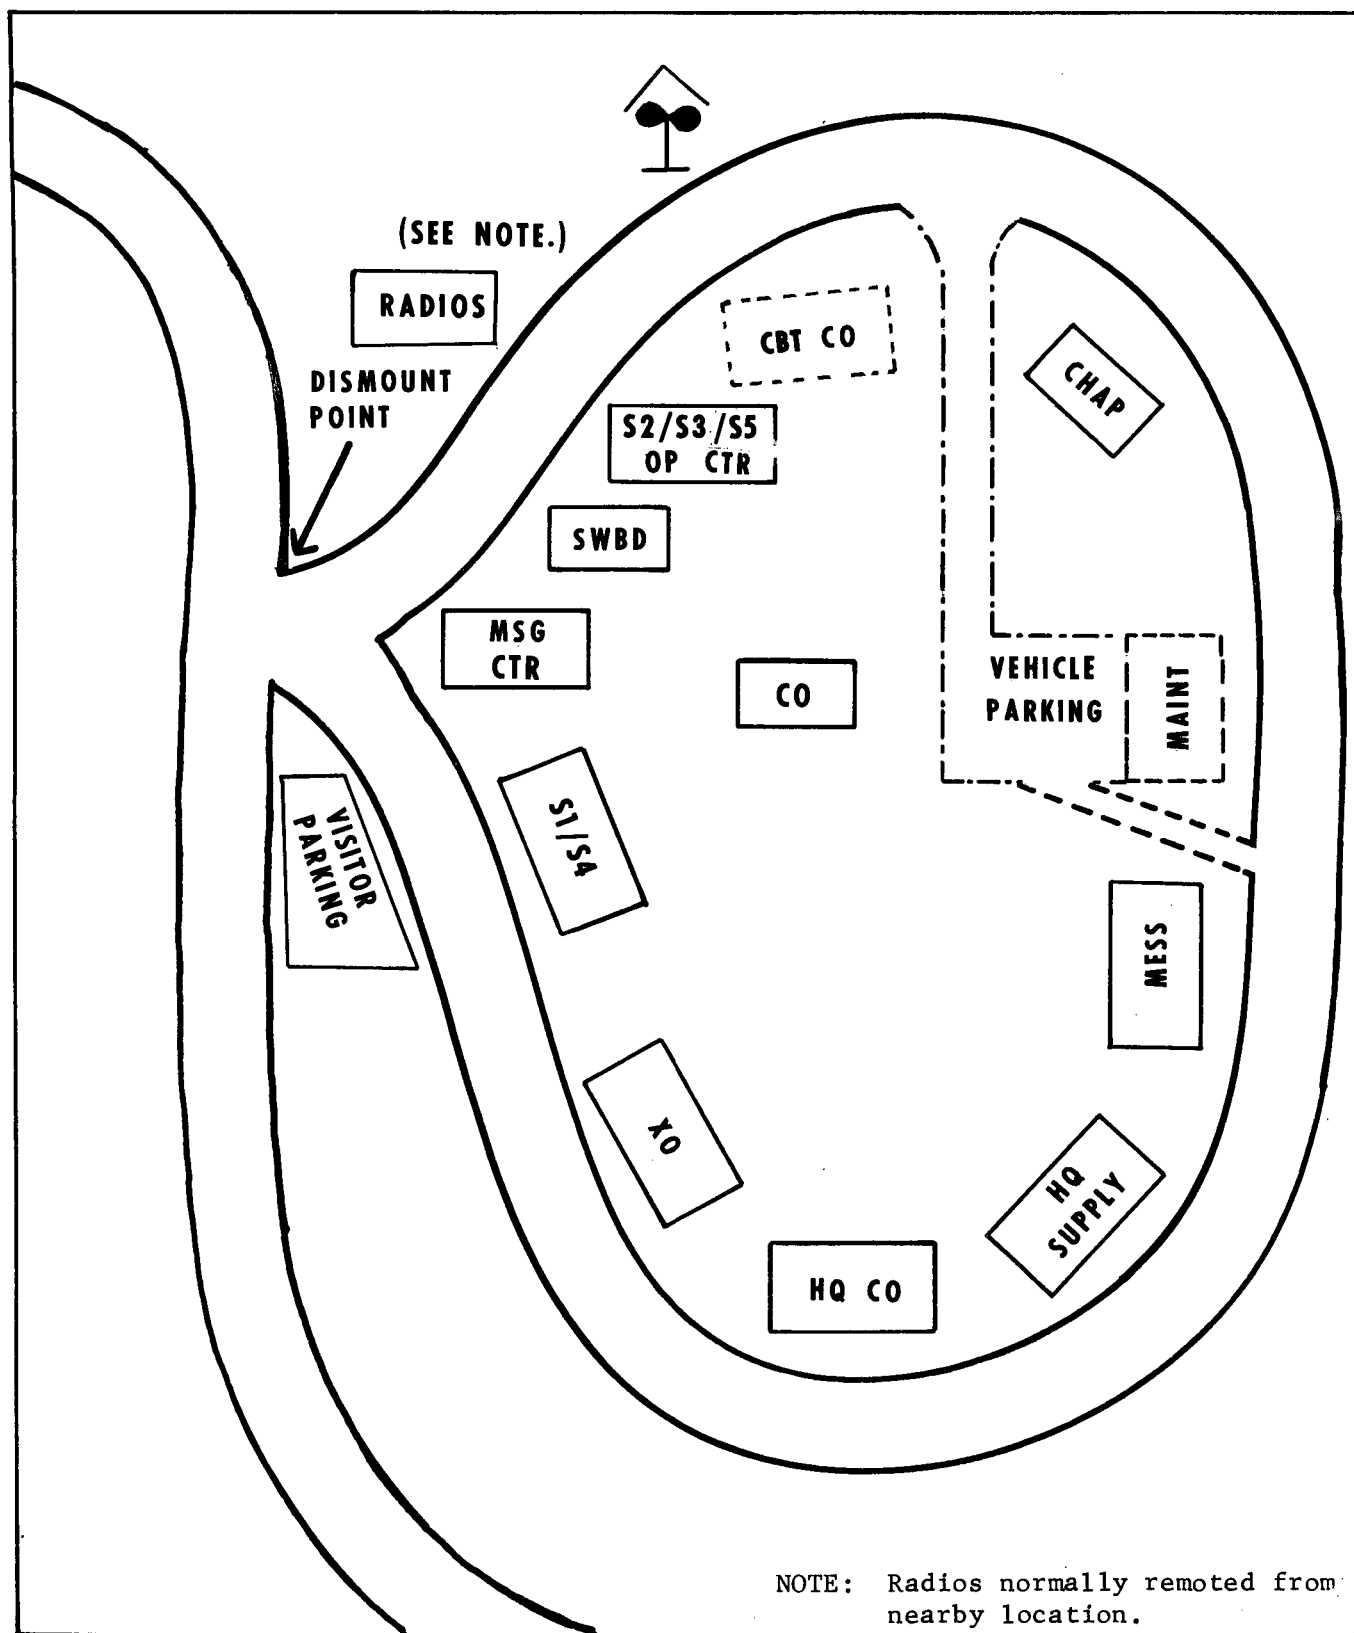 (SEE NOTE.)
RADIOS
DISMOUNT
POINT
CBT CO
CHAP
S2/S3/S5
OP CTR
SWBD
MSG
CTR
CO
VEHICLE
PARKING
MAINT
S1/S4
VISITOR
PARKING
MESS
XO
HQ
SUPPLY
HQ CO
NOTE: Radios normally remoted from
nearby location.